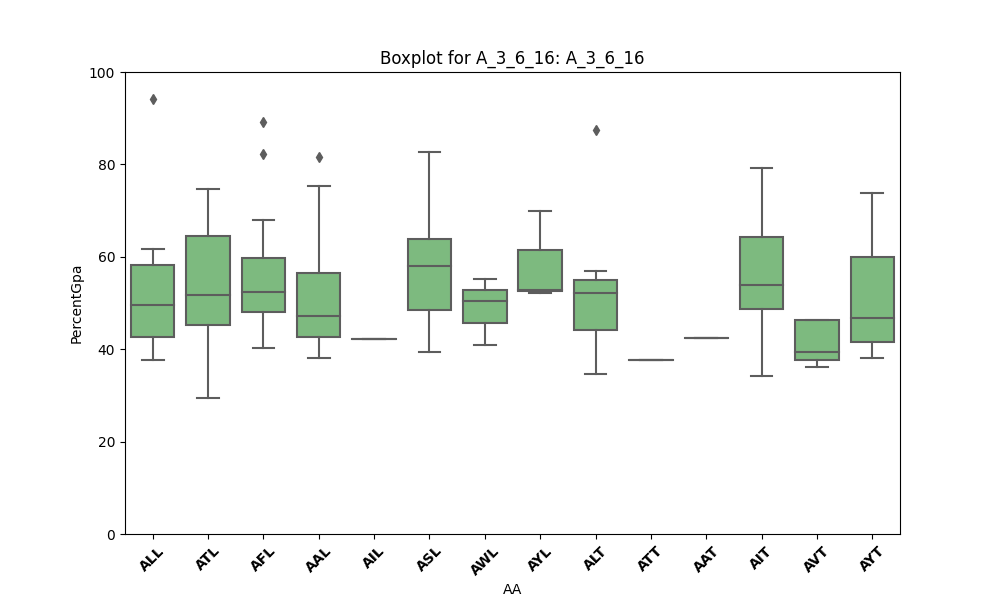 Boxplot for A_3_6_16: A_3_6_16
100
80
60
40
20
0
PercentGpa
ALL ATL AFL AAL AIL ASL AWL AYL ALT ATT AAT AIT AVT AYT
AA